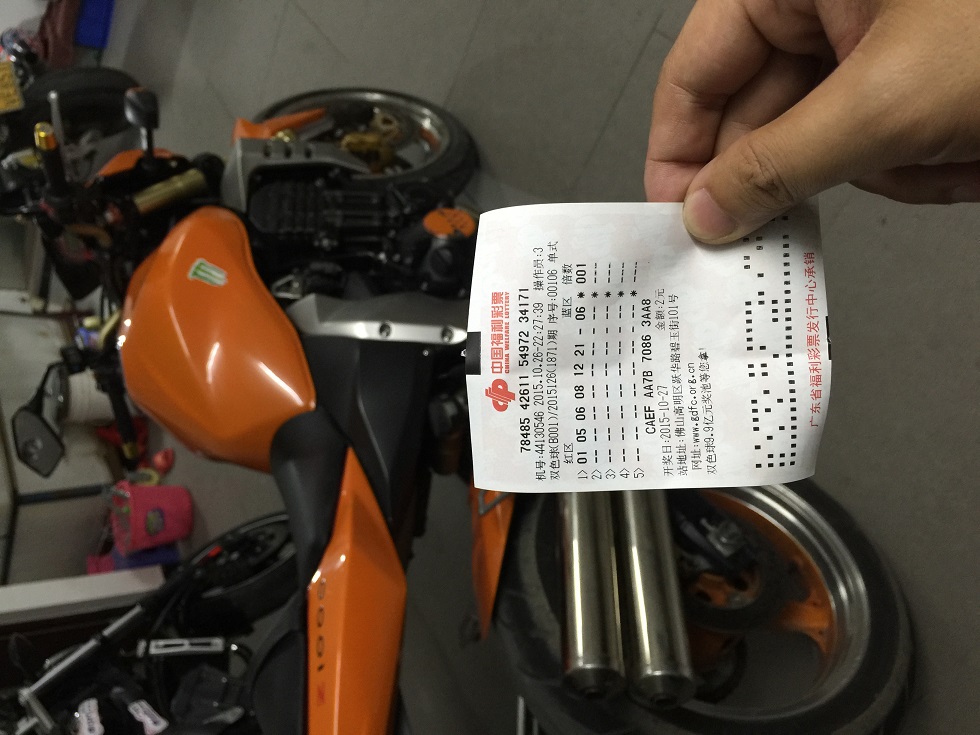 中国福利彩票
CHINA WELFARE LOTTERY
78485 42611 54972 34171
机号:44130546 2015.10.26-22:27:39 操作员:3
双色球(B001)/2015126(1871)期 序号:00106 单式
红区 蓝区 倍数
1> 01 05 06 08 12 21 - 06 * 001
2> -- -- -- -- -- -- - -- * ---
3> -- -- -- -- -- -- - -- * ---
4> -- -- -- -- -- -- - -- * ---
5> -- -- -- -- -- -- - -- * ---
CAEF AA7B 7086 3AA8
开奖日:2015-10-27 金额:2元
站地址:佛山高明区跃华路碧玉街101号
网址:www.gdfc.org.cn
双色球9.9亿元奖池等您拿!
广东省福利彩票发行中心承销
Z1000